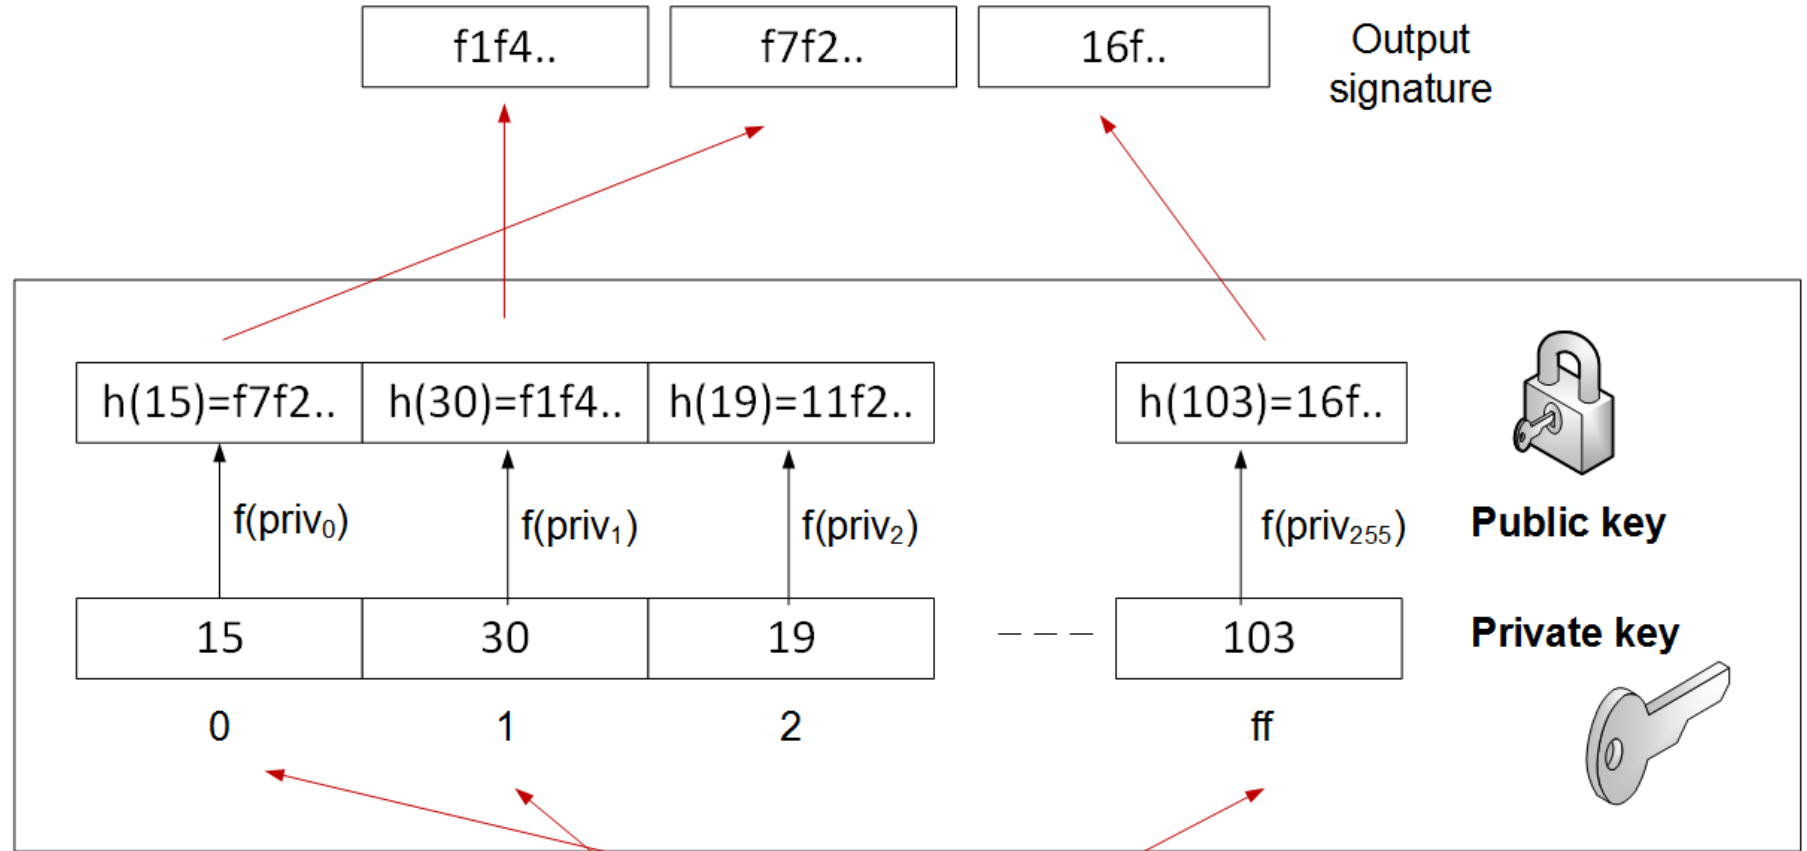 f1f4.. f7f2.. 16f.. Output
signature
h(15)=f7f2.. h(30)=f1f4.. h(19)=11f2.. h(103)=16f..
f(priv₀) f(priv₁) f(priv₂) f(priv₂₅₅) Public key
15 30 19 103 Private key
0 1 2 ff